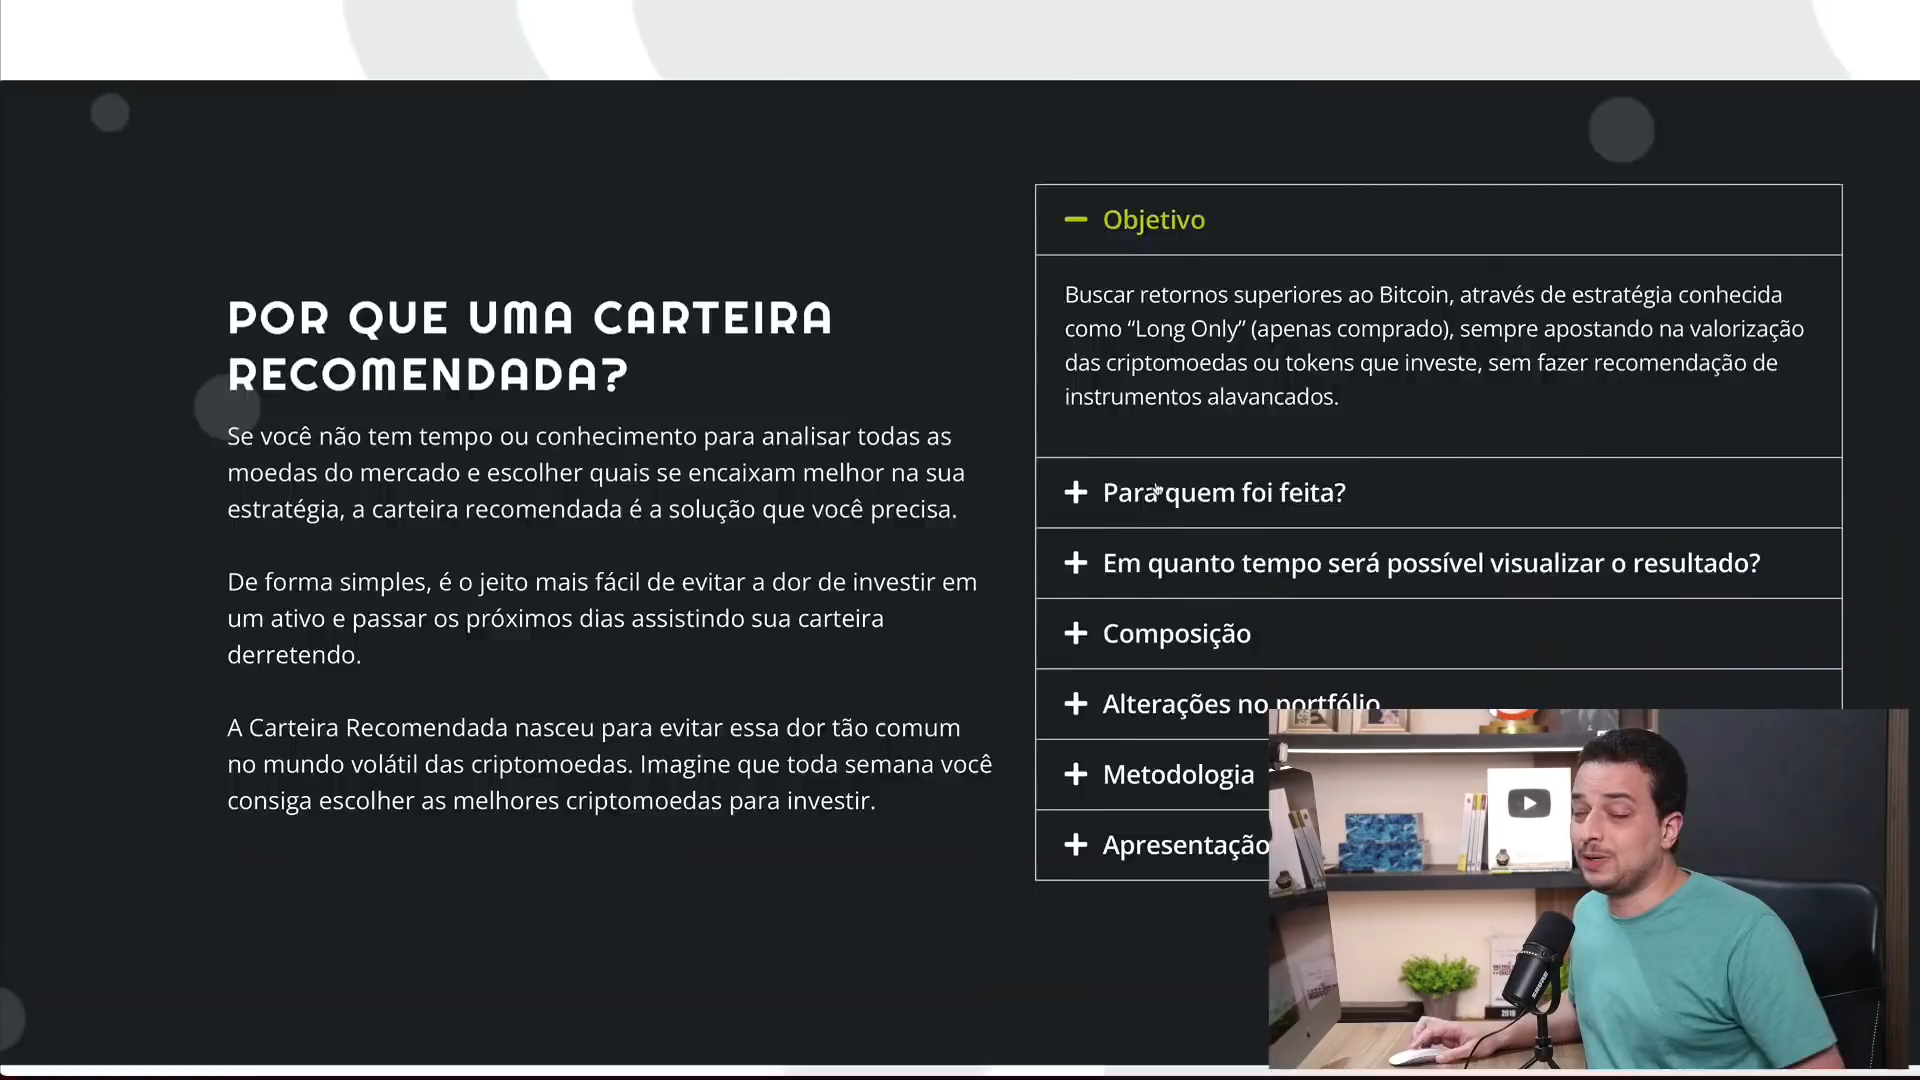 POR QUE UMA CARTEIRA
RECOMENDADA?
Se você não tem tempo ou conhecimento para analisar todas as
moedas do mercado e escolher quais se encaixam melhor na sua
estratégia, a carteira recomendada é a solução que você precisa.
De forma simples, é o jeito mais fácil de evitar a dor de investir em
um ativo e passar os próximos dias assistindo sua carteira
derretendo.
A Carteira Recomendada nasceu para evitar essa dor tão comum
no mundo volátil das criptomoedas. Imagine que toda semana você
consiga escolher as melhores criptomoedas para investir.
Objetivo
Buscar retornos superiores ao Bitcoin, através de estratégia conhecida
como “Long Only” (apenas comprado), sempre apostando na valorização
das criptomoedas ou tokens que investe, sem fazer recomendação de
instrumentos alavancados.
Para quem foi feita?
Em quanto tempo será possível visualizar o resultado?
Composição
Alterações no portfólio
Metodologia
Apresentação
SHURE
2018